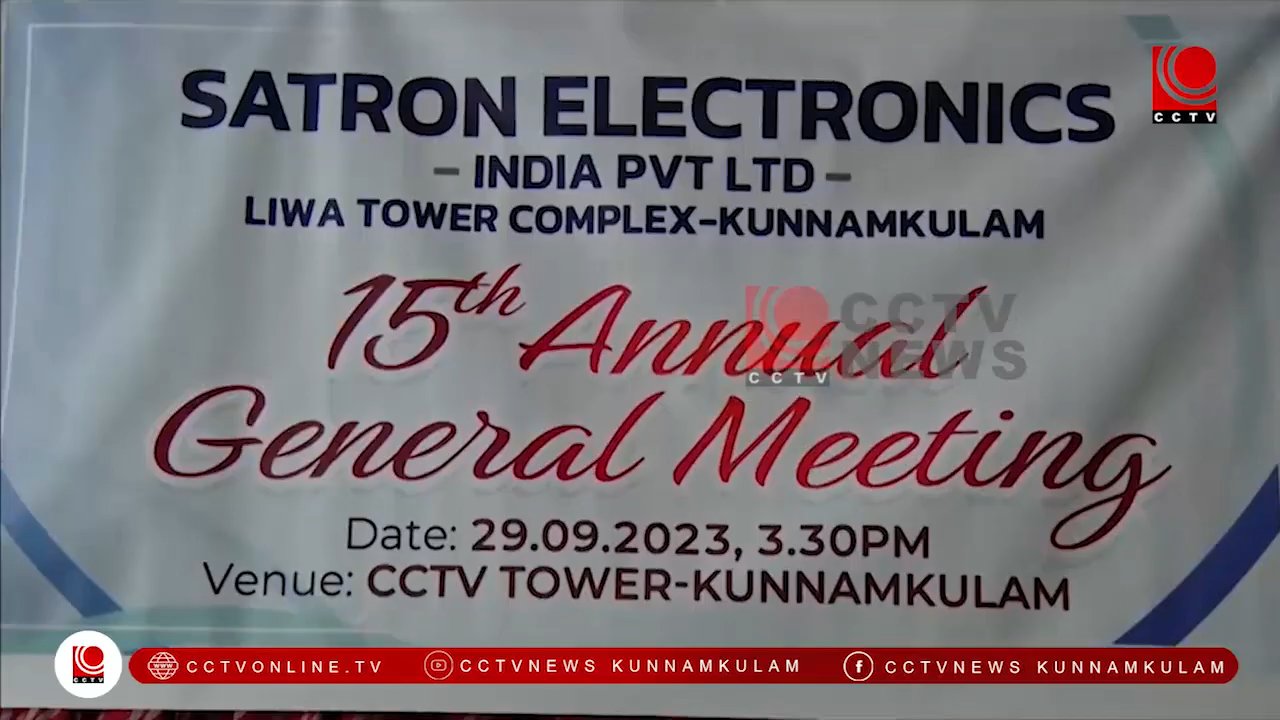 SATRON ELECTRONICS
- INDIA PVT LTD -
LIWA TOWER COMPLEX-KUNNAMKULAM
15th Annual
General Meeting
Date: 29.09.2023, 3.30PM
Venue: CCTV TOWER-KUNNAMKULAM
CCTV
CCTV NEWS
CCTV
CCTV
WWW CCTVONLINE.TV CCTVNEWS KUNNAMKULAM CCTVNEWS KUNNAMKULAM